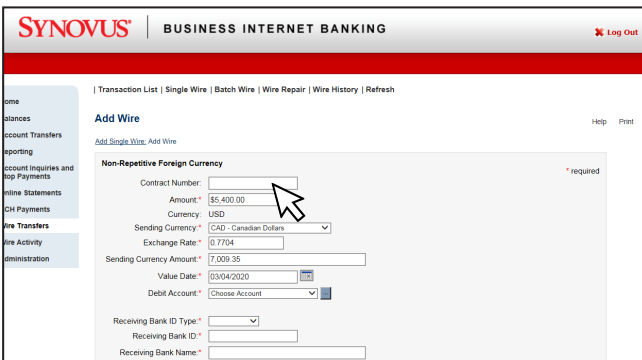 SYNOVUS® | BUSINESS INTERNET BANKING
Log Out
| Transaction List | Single Wire | Batch Wire | Wire Repair | Wire History | Refresh
ome
alances
ccount Transfers
eporting
ccount Inquiries and
top Payments
nline Statements
CH Payments
Wire Transfers
Wire Activity
dministration
Add Wire
Help Print
Add Single Wire: Add Wire
Non-Repetitive Foreign Currency
* required
Contract Number:
Amount:* $5,400.00
Currency: USD
Sending Currency:* CAD - Canadian Dollars
Exchange Rate:* 0.7704
Sending Currency Amount:* 7,009.35
Value Date:* 03/04/2020
Debit Account:* Choose Account
Receiving Bank ID Type:*
Receiving Bank ID:*
Receiving Bank Name:*